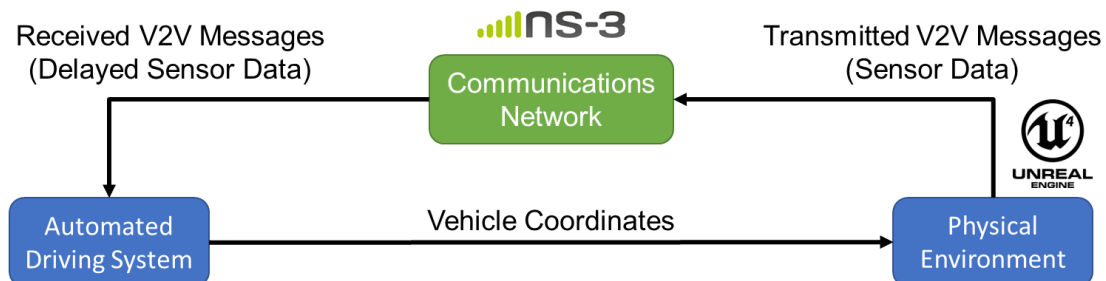 NS-3
Received V2V Messages
(Delayed Sensor Data)
Communications
Network
Transmitted V2V Messages
(Sensor Data)
4
UNREAL
ENGINE
Automated
Driving System
Vehicle Coordinates
Physical
Environment